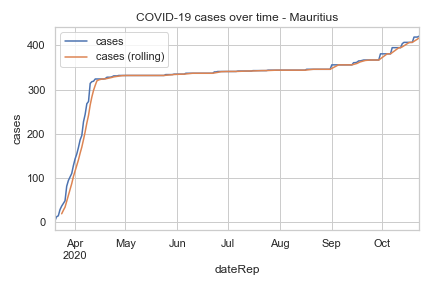 COVID-19 cases over time - Mauritius
cases
cases (rolling)
400
300
200
100
0
cases
Apr
2020
May
Jun
Jul
Aug
Sep
Oct
dateRep